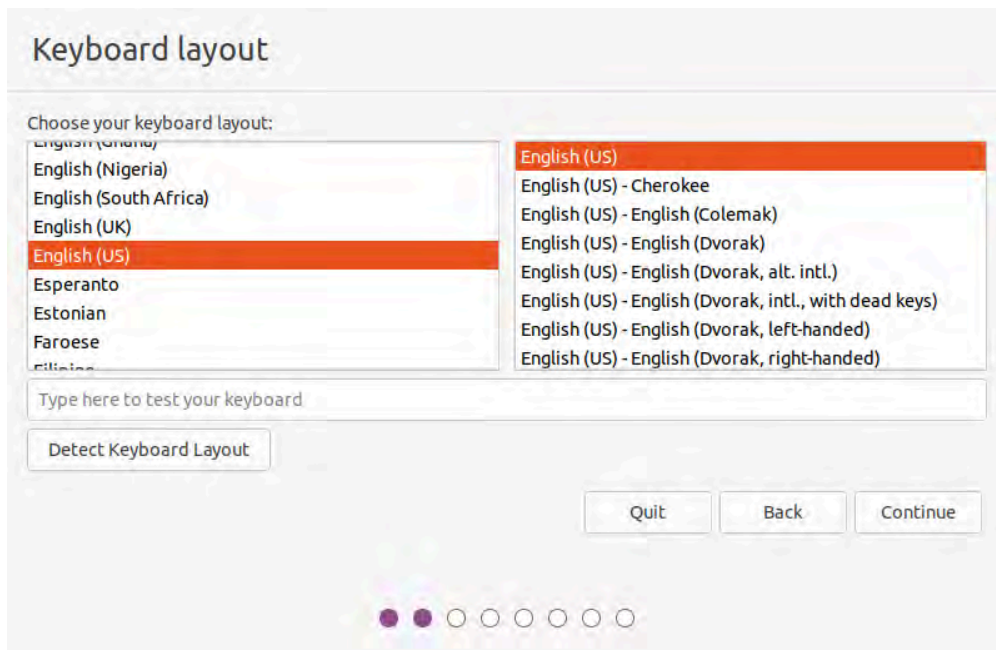 Keyboard layout
Choose your keyboard layout:
English (Ghana)
English (Nigeria)
English (South Africa)
English (UK)
English (US)
Esperanto
Estonian
Faroese
Filipino
English (US)
English (US) - Cherokee
English (US) - English (Colemak)
English (US) - English (Dvorak)
English (US) - English (Dvorak, alt. intl.)
English (US) - English (Dvorak, intl., with dead keys)
English (US) - English (Dvorak, left-handed)
English (US) - English (Dvorak, right-handed)
Type here to test your keyboard
Detect Keyboard Layout
Quit
Back
Continue